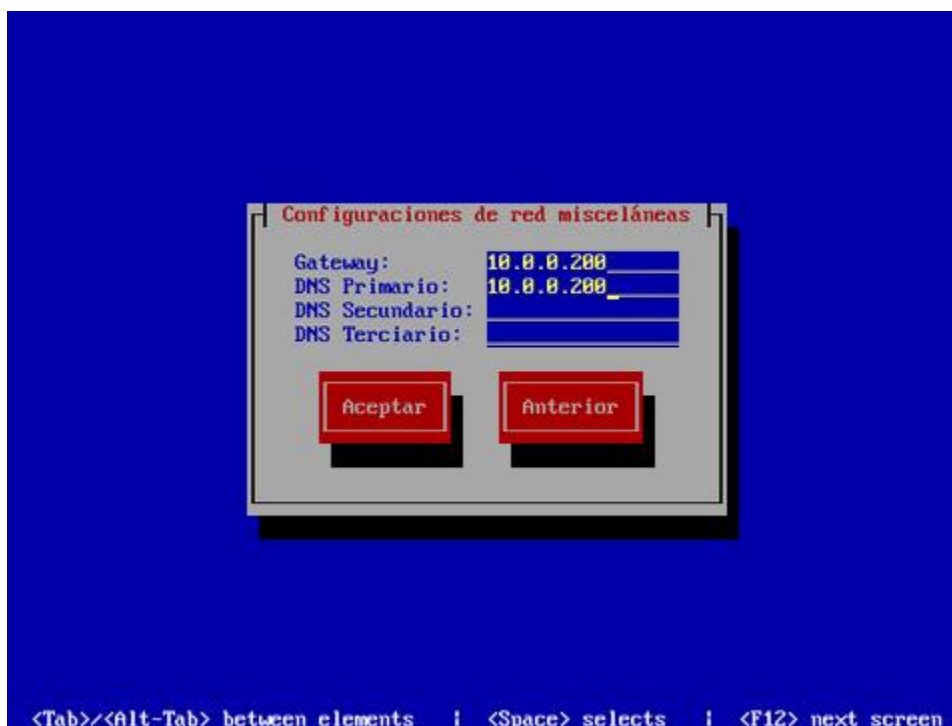 Configuraciones de red misceláneas
Gateway: 10.0.0.200
DNS Primario: 10.0.0.200
DNS Secundario:
DNS Terciario:
Aceptar Anterior
<Tab>/<Alt-Tab> between elements | <Space> selects | <F12> next screen